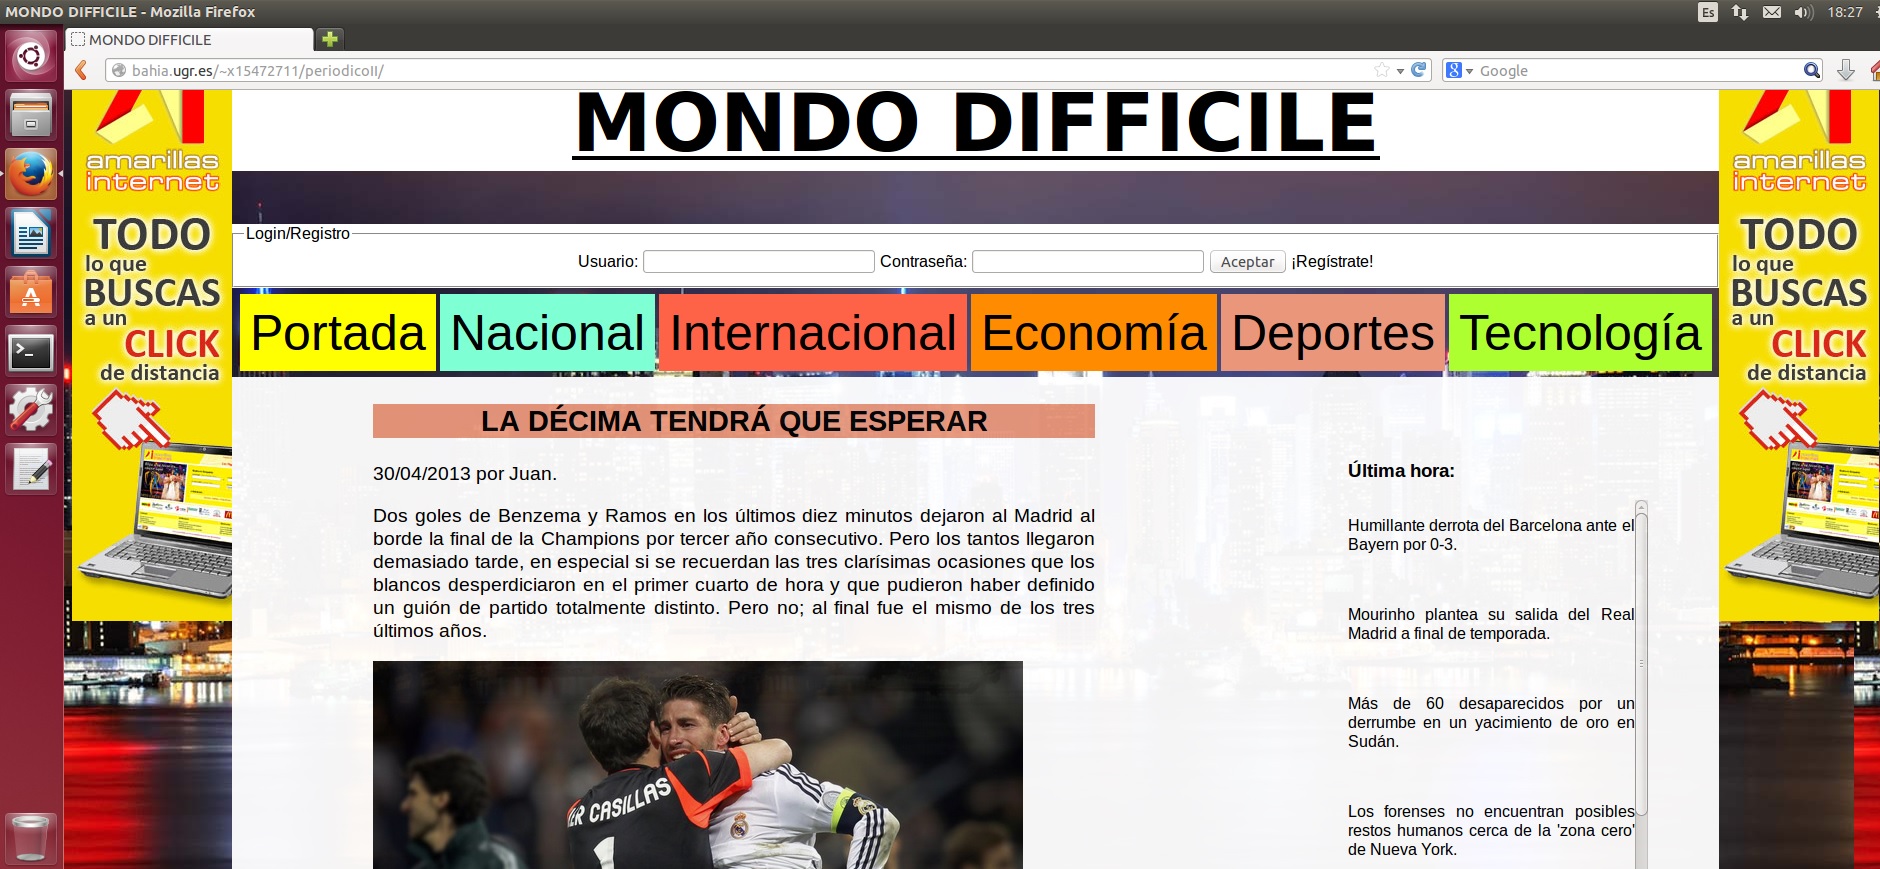 MONDO DIFFICILE - Mozilla Firefox
Es
18:27
MONDO DIFFICILE
bahia.ugr.es/~x15472711/periodicoII/
Google
amarillas
internet
TODO
lo que
BUSCAS
a un
CLICK
de distancia
MONDO DIFFICILE
Login/Registro
Usuario:
Contraseña:
Aceptar
¡Regístrate!
Portada
Nacional
Internacional
Economía
Deportes
Tecnología
LA DÉCIMA TENDRÁ QUE ESPERAR
30/04/2013 por Juan.
Dos goles de Benzema y Ramos en los últimos diez minutos dejaron al Madrid al
borde la final de la Champions por tercer año consecutivo. Pero los tantos llegaron
demasiado tarde, en especial si se recuerdan las tres clarísimas ocasiones que los
blancos desperdiciaron en el primer cuarto de hora y que pudieron haber definido
un guión de partido totalmente distinto. Pero no; al final fue el mismo de los tres
últimos años.
ER CASILLAS
1
Última hora:
Humillante derrota del Barcelona ante el
Bayern por 0-3.
Mourinho plantea su salida del Real
Madrid a final de temporada.
Más de 60 desaparecidos por un
derrumbe en un yacimiento de oro en
Sudán.
Los forenses no encuentran posibles
restos humanos cerca de la 'zona cero'
de Nueva York.
amarillas
internet
TODO
lo que
BUSCAS
a un
CLICK
de distancia